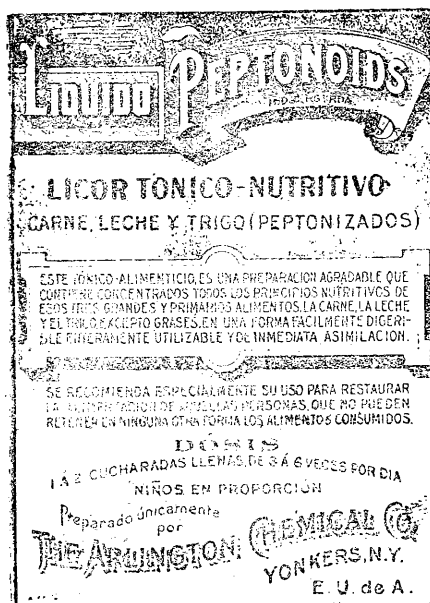 LIQUIDO PEPTONOIDS
LICOR TONICO-NUTRITIVO
CARNE, LECHE Y TRIGO (PEPTONIZADOS)
ESTE TONICO-ALIMENTICIO, ES UNA PREPARACION AGRADABLE QUE
CONTIENE CONCENTRADOS TODOS LOS PRINCIPIOS NUTRITIVOS DE
ESOS TRES GRANDES Y PRIMARIOS ALIMENTOS, LA CARNE, LA LECHE
Y EL TRIGO, EXCEPTO GRASES, EN UNA FORMA FACILMENTE DIGERI-
BLE ENTERAMENTE UTILIZABLE Y DE INMEDIATA ASIMILACION.
SE RECOMIENDA ESPECIALMENTE SU USO PARA RESTAURAR
LA ALIMENTACION DE AQUELLAS PERSONAS, QUE NO PUEDEN
RETENER EN NINGUNA OTRA FORMA LOS ALIMENTOS CONSUMIDOS.
DÓSIS
1 Á 2 CUCHARADAS LLENAS, DE 3 Á 6 VECES POR DIA
NIÑOS EN PROPORCIÓN
Preparado únicamente
por
THE ARLINGTON CHEMICAL CO.
YONKERS, N.Y.
E. U. de A.